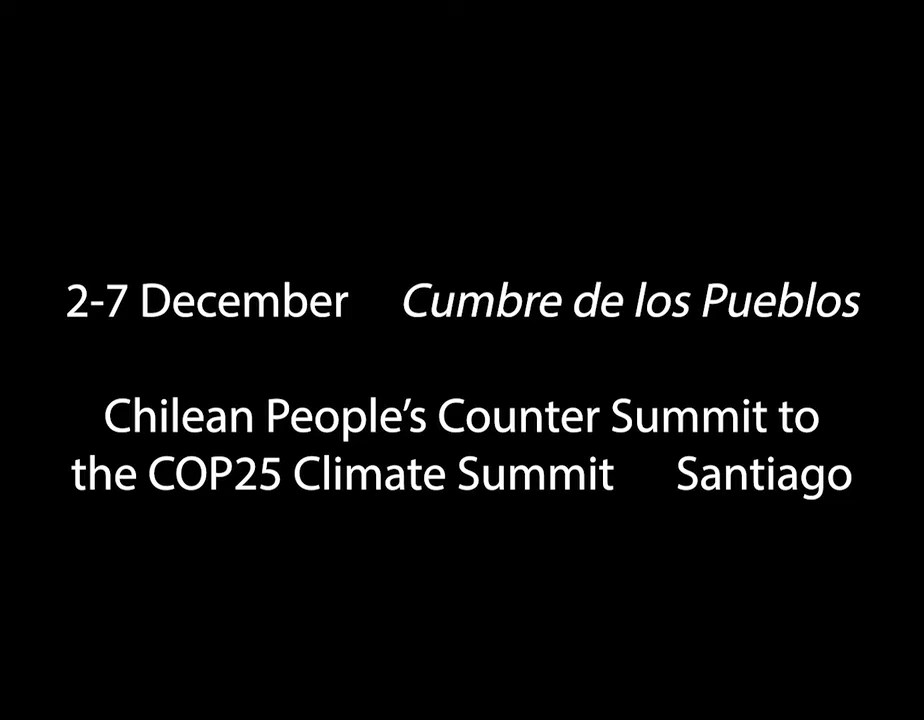 2-7 December Cumbre de los Pueblos
Chilean People’s Counter Summit to
the COP25 Climate Summit Santiago